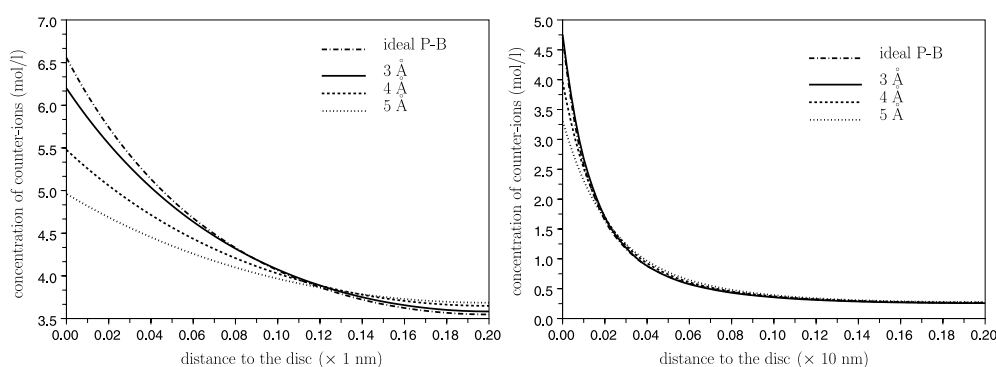 7.0
6.5
6.0
5.5
5.0
4.5
4.0
3.5
0.00 0.02 0.04 0.06 0.08 0.10 0.12 0.14 0.16 0.18 0.20
concentration of counter-ions (mol/l)
distance to the disc (× 1 nm)
ideal P-B
3 Å
4 Å
5 Å
5.0
4.5
4.0
3.5
3.0
2.5
2.0
1.5
1.0
0.5
0.0
0.00 0.02 0.04 0.06 0.08 0.10 0.12 0.14 0.16 0.18 0.20
concentration of counter-ions (mol/l)
distance to the disc (× 10 nm)
ideal P-B
3 Å
4 Å
5 Å